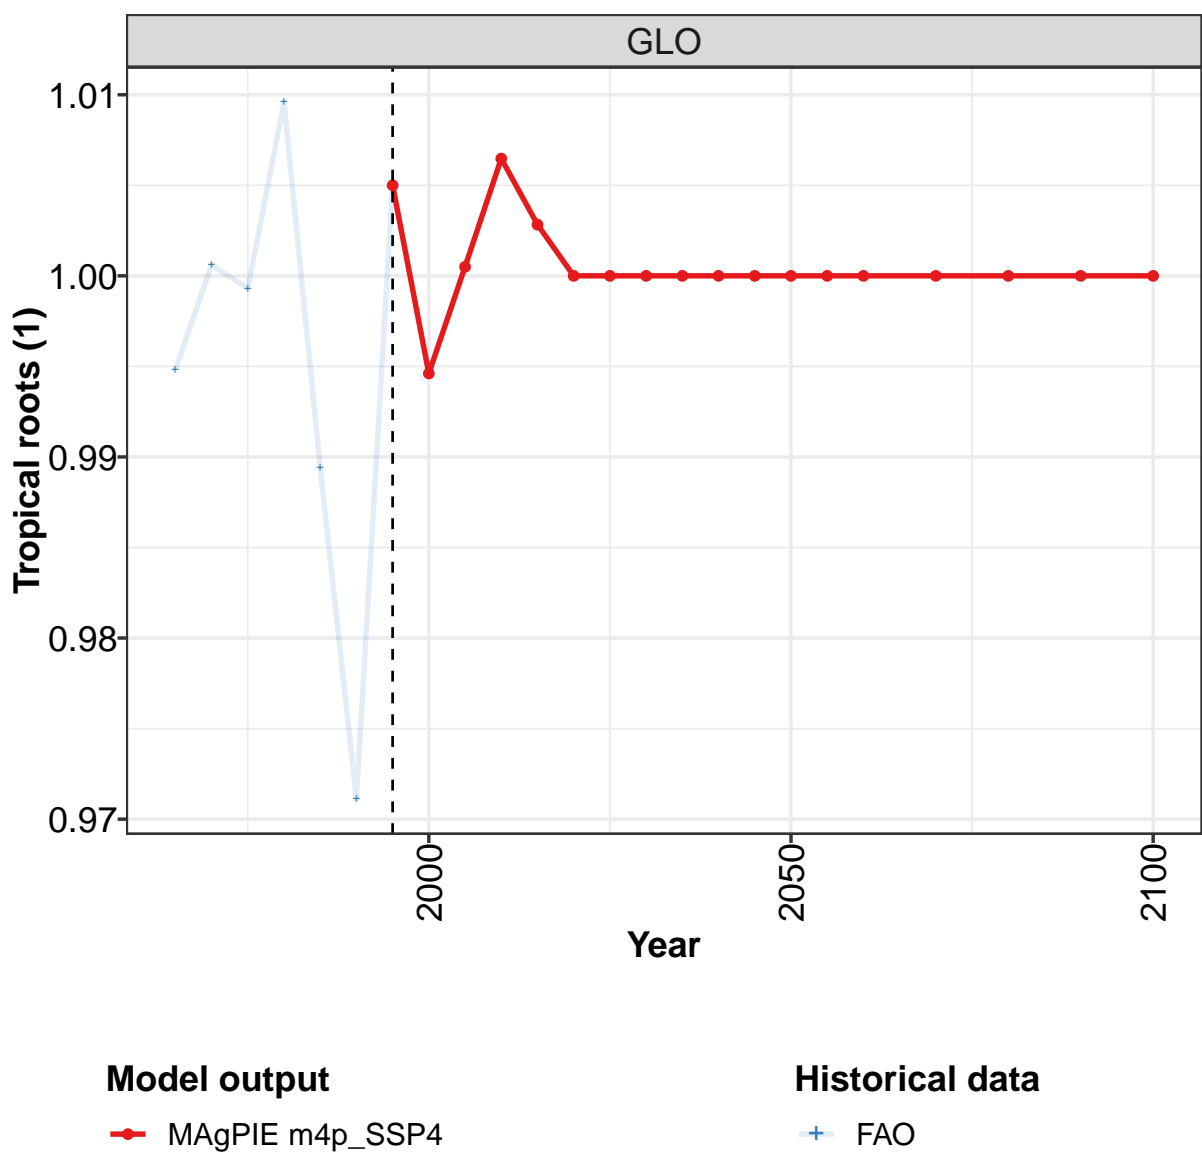 GLO
Tropical roots (1)
1.01
1.00
0.99
0.98
0.97
2000
2050
2100
Year
Model output
MAgPIE m4p_SSP4
Historical data
FAO